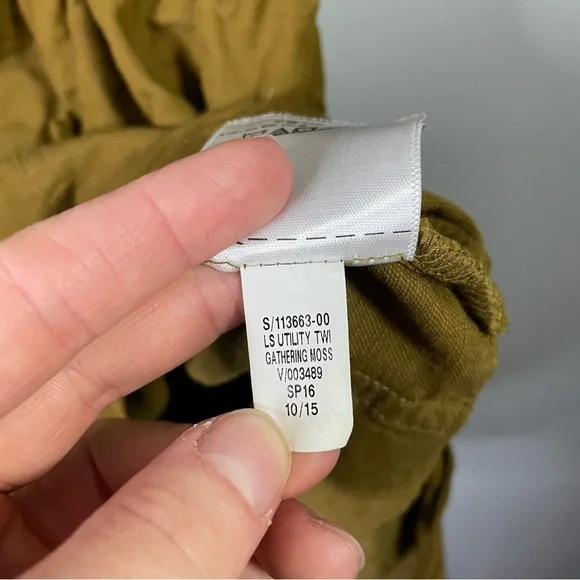 S/113663-00
LS UTILITY TWI
GATHERING MOSS
V/003489
SP16
10/15